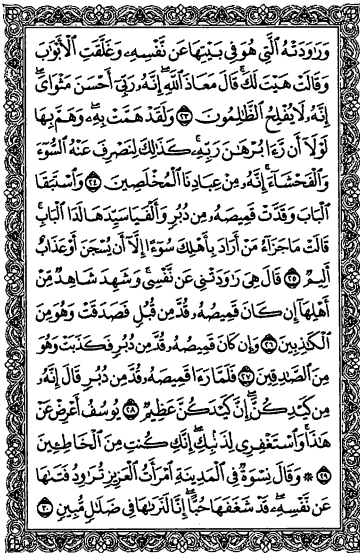 وَرَٰوَدَتْهُ ٱلَّتِى هُوَ فِى بَيْتِهَا عَن نَّفْسِهِۦ وَغَلَّقَتِ ٱلْأَبْوَٰبَ
وَقَالَتْ هَيْتَ لَكَ ۚ قَالَ مَعَاذَ ٱللَّهِ ۖ إِنَّهُۥ رَبِّىٓ أَحْسَنَ مَثْوَاىَ ۖ
إِنَّهُۥ لَا يُفْلِحُ ٱلظَّٰلِمُونَ ٢٣ وَلَقَدْ هَمَّتْ بِهِۦ ۖ وَهَمَّ بِهَا
لَوْلَآ أَن رَّءَا بُرْهَٰنَ رَبِّهِۦ ۚ كَذَٰلِكَ لِنَصْرِفَ عَنْهُ ٱلسُّوٓءَ
وَٱلْفَحْشَآءَ ۚ إِنَّهُۥ مِنْ عِبَادِنَا ٱلْمُخْلَصِينَ ٢٤ وَٱسْتَبَقَا
ٱلْبَابَ وَقَدَّتْ قَمِيصَهُۥ مِن دُبُرٍ وَأَلْفَيَا سَيِّدَهَا لَدَا ٱلْبَابِ ۚ
قَالَتْ مَا جَزَآءُ مَنْ أَرَادَ بِأَهْلِكَ سُوٓءًا إِلَّآ أَن يُسْجَنَ أَوْ عَذَابٌ
أَلِيمٌ ٢٥ قَالَ هِىَ رَٰوَدَتْنِى عَن نَّفْسِى ۚ وَشَهِدَ شَاهِدٌ مِّنْ
أَهْلِهَآ إِن كَانَ قَمِيصُهُۥ قُدَّ مِن قُبُلٍ فَصَدَقَتْ وَهُوَ مِنَ
ٱلْكَٰذِبِينَ ٢٦ وَإِن كَانَ قَمِيصُهُۥ قُدَّ مِن دُبُرٍ فَكَذَبَتْ وَهُوَ
مِنَ ٱلصَّٰدِقِينَ ٢٧ فَلَمَّا رَءَا قَمِيصَهُۥ قُدَّ مِن دُبُرٍ قَالَ إِنَّهُۥ
مِن كَيْدِكُنَّ ۖ إِنَّ كَيْدَكُنَّ عَظِيمٌ ٢٨ يُوسُفُ أَعْرِضْ عَنْ
هَٰذَا ۚ وَٱسْتَغْفِرِى لِذَنۢبِكِ ۖ إِنَّكِ كُنتِ مِنَ ٱلْخَاطِـِٔينَ
٢٩ ۞ وَقَالَ نِسْوَةٌ فِى ٱلْمَدِينَةِ ٱمْرَأَتُ ٱلْعَزِيزِ تُرَٰوِدُ فَتَىٰهَا
عَن نَّفْسِهِۦ ۖ قَدْ شَغَفَهَا حُبًّا ۖ إِنَّا لَنَرَىٰهَا فِى ضَلَٰلٍ مُّبِينٍ ٣٠